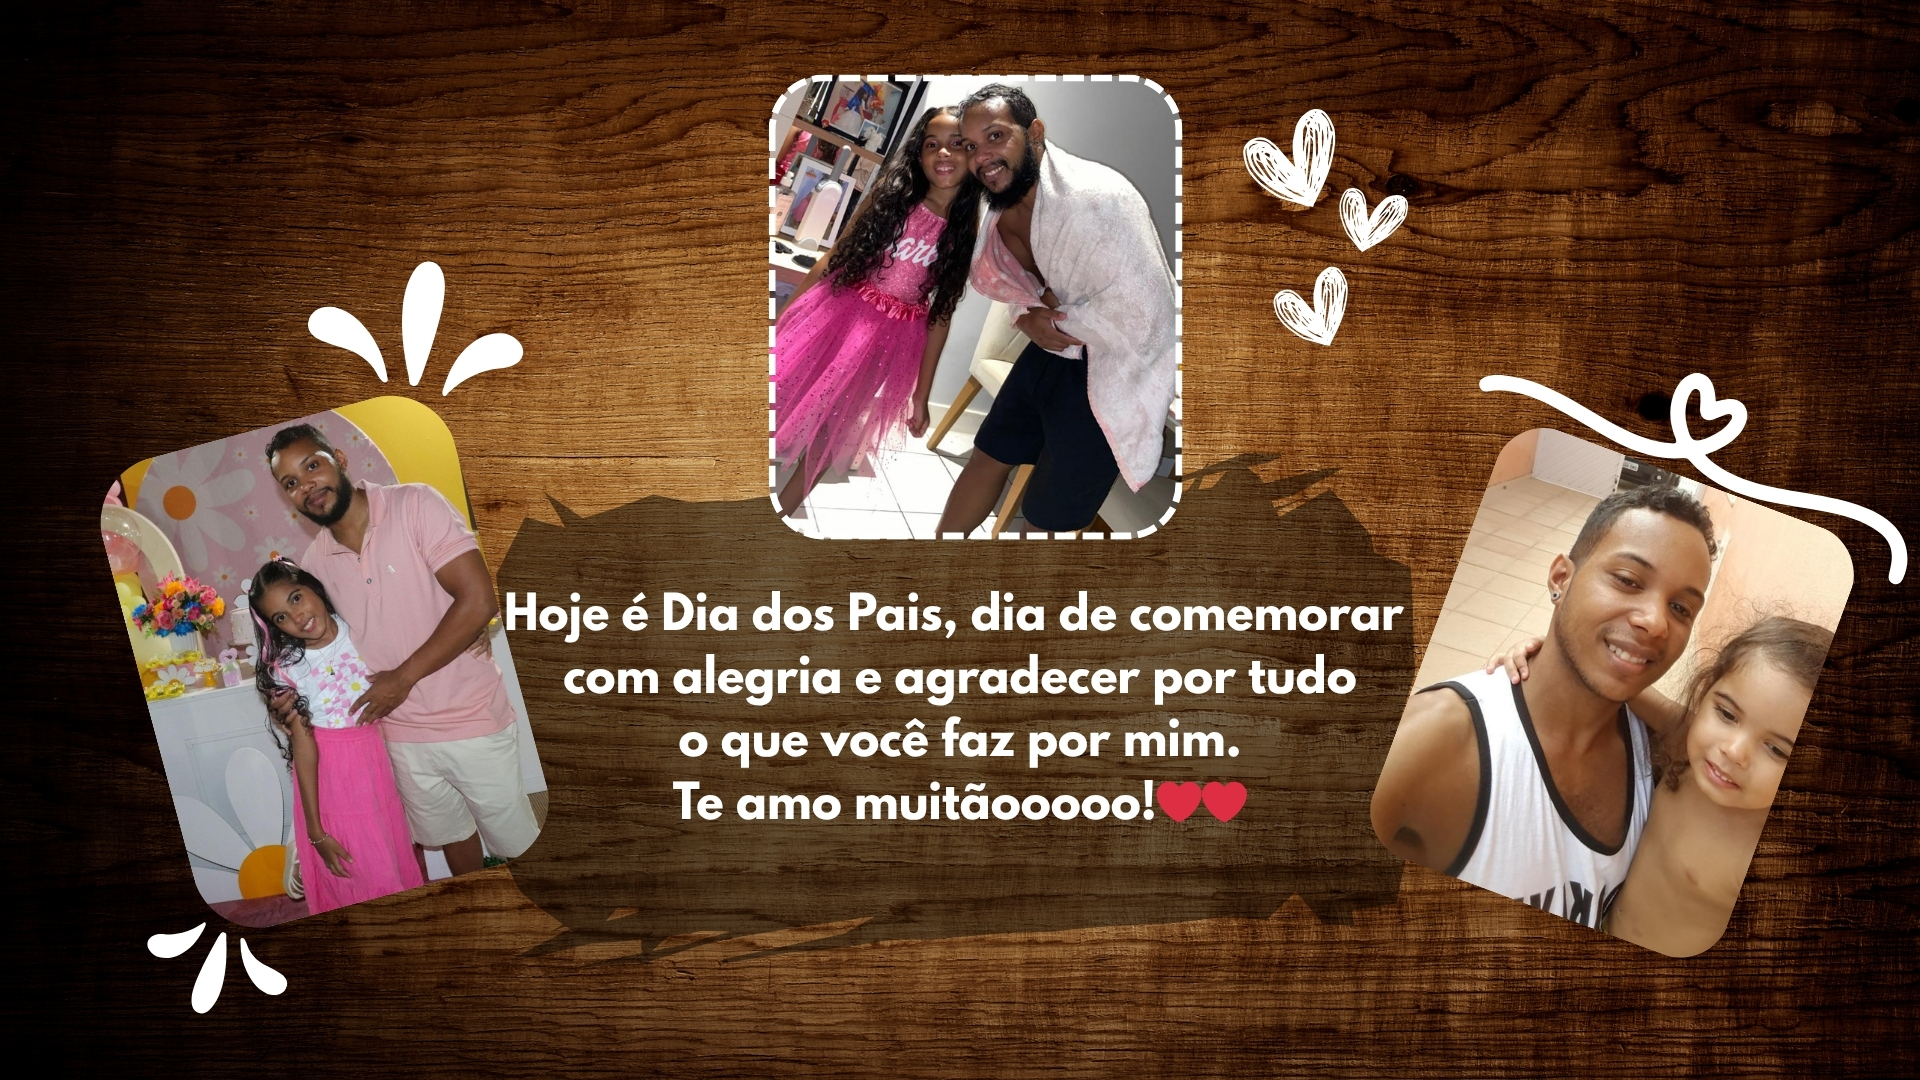 art
Hoje é Dia dos Pais, dia de comemorar
com alegria e agradecer por tudo
o que você faz por mim.
Te amo muitãooooo!❤❤